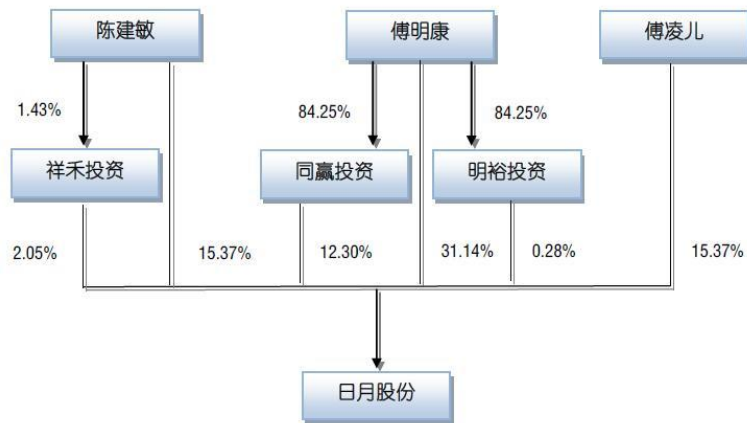 陈建敏
傅明康
傅凌儿
1.43%
84.25%
84.25%
祥禾投资
同赢投资
明裕投资
2.05%
15.37%
12.30%
31.14%
0.28%
15.37%
日月股份